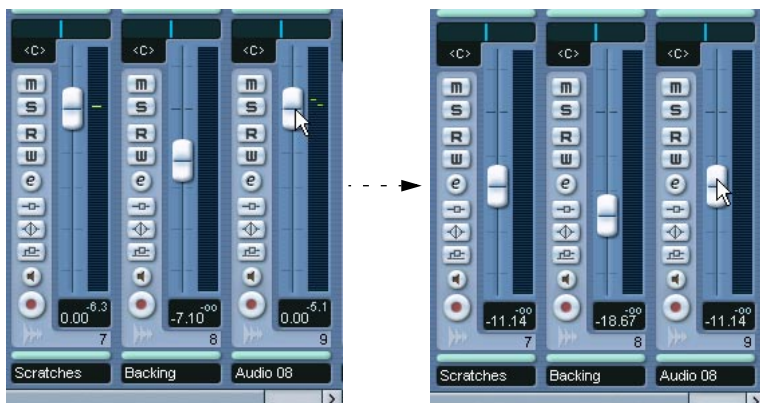 <C> <C> <C>
m m m
S S S
R R R
W W W
e e e
-6.3 -oo -5.1
0.00 -7.10 0.00
7 8 9
Scratches Backing Audio 08
<C> <C> <C>
m m m
S S S
R R R
W W W
e e e
-oo -oo -oo
-11.14 -18.67 -11.14
7 8 9
Scratches Backing Audio 08